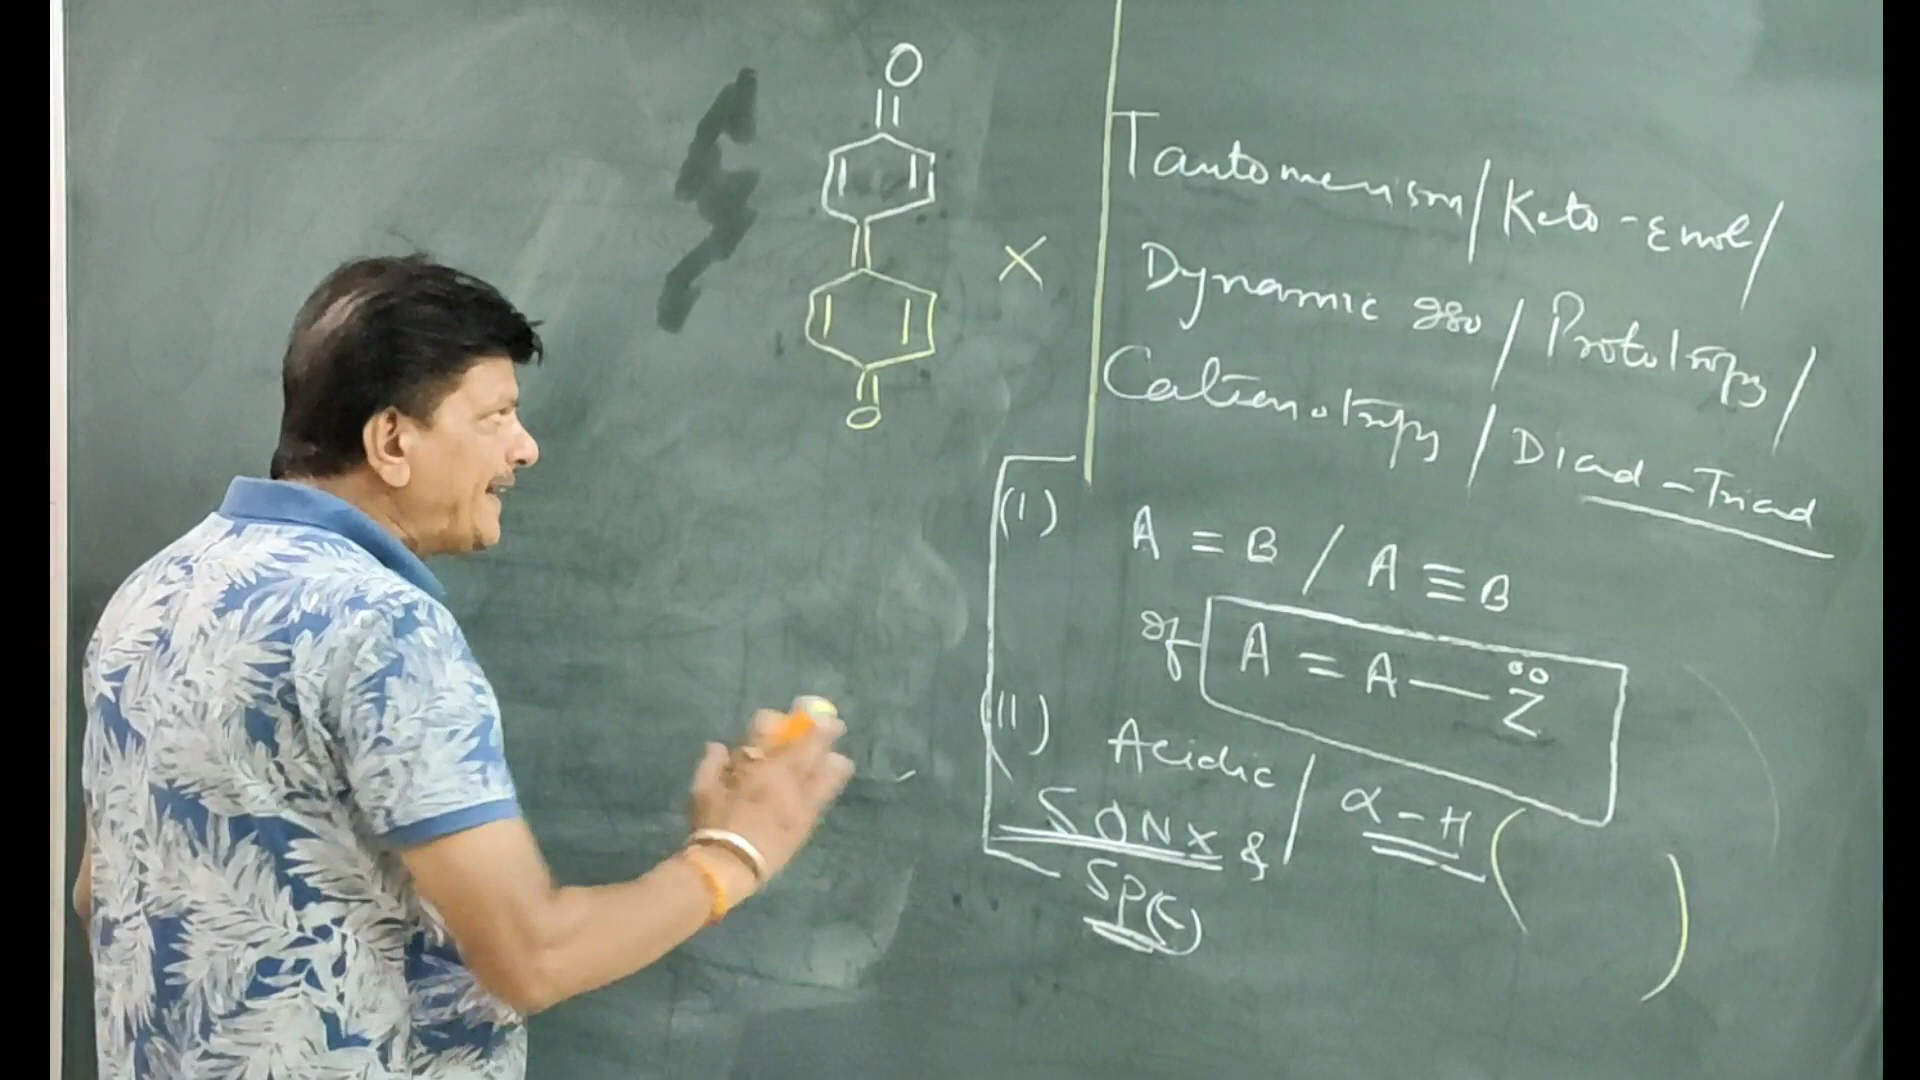 O
X
O
Tautomerism/Keto-Enol/
Dynamic iso/Prototropy/
Cationotropy/Diad-Triad
(I) A = B / A ≡ B
of A = A — Z̈
(II) Acidic / α-H ( )
SONX &
SP(C)